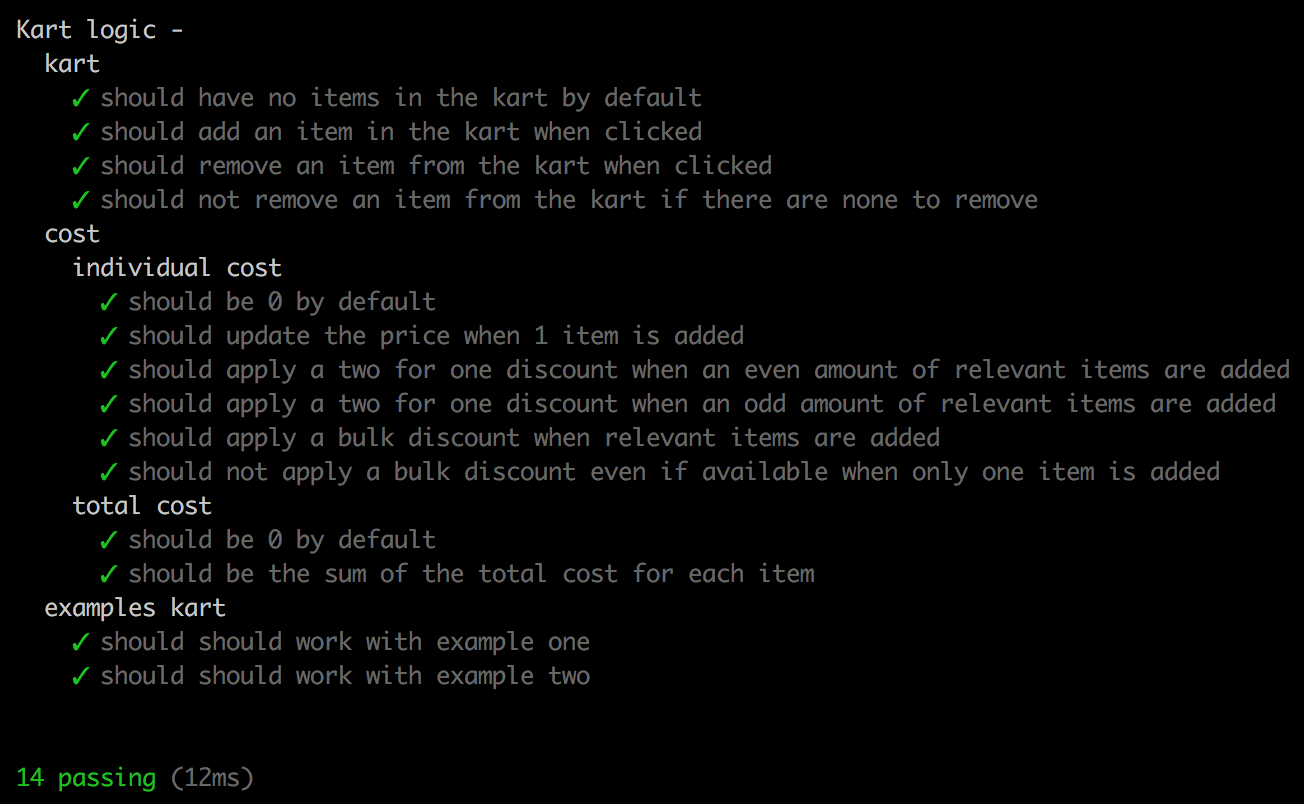 Kart logic -
kart
✓ should have no items in the kart by default
✓ should add an item in the kart when clicked
✓ should remove an item from the kart when clicked
✓ should not remove an item from the kart if there are none to remove
cost
individual cost
✓ should be 0 by default
✓ should update the price when 1 item is added
✓ should apply a two for one discount when an even amount of relevant items are added
✓ should apply a two for one discount when an odd amount of relevant items are added
✓ should apply a bulk discount when relevant items are added
✓ should not apply a bulk discount even if available when only one item is added
total cost
✓ should be 0 by default
✓ should be the sum of the total cost for each item
examples kart
✓ should should work with example one
✓ should should work with example two
14 passing (12ms)